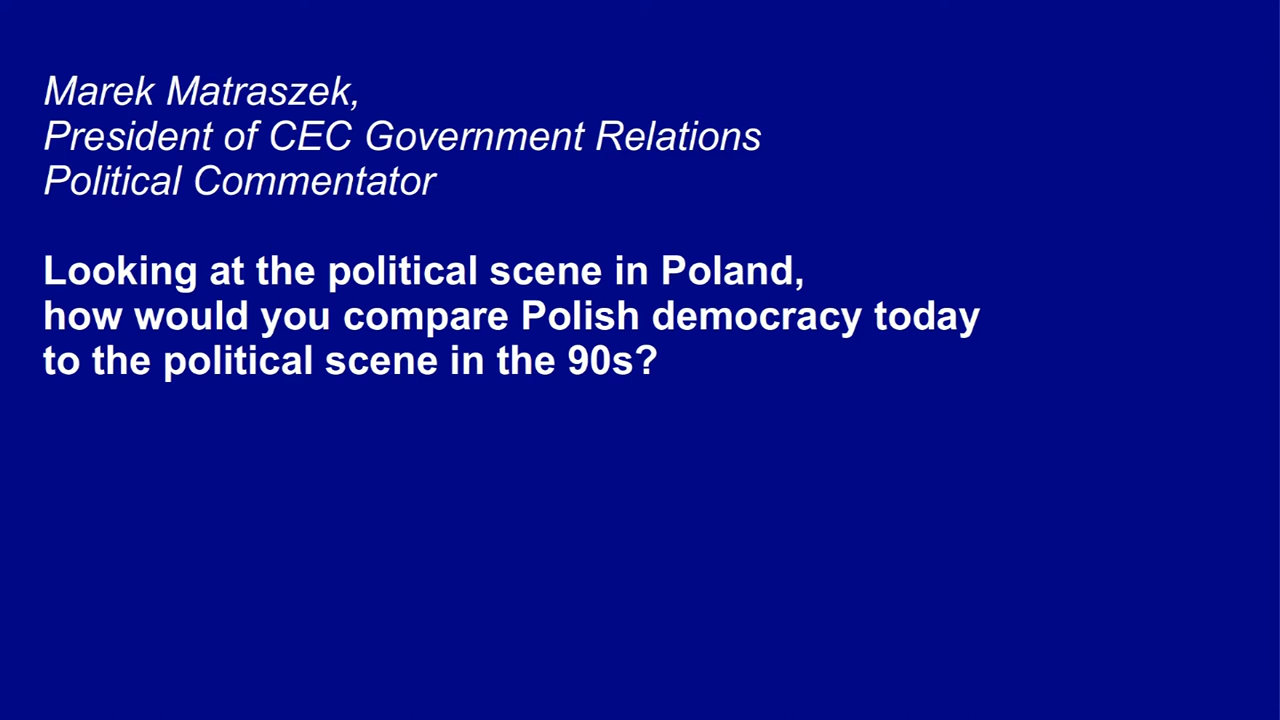 Marek Matraszek,
President of CEC Government Relations
Political Commentator
Looking at the political scene in Poland,
how would you compare Polish democracy today
to the political scene in the 90s?